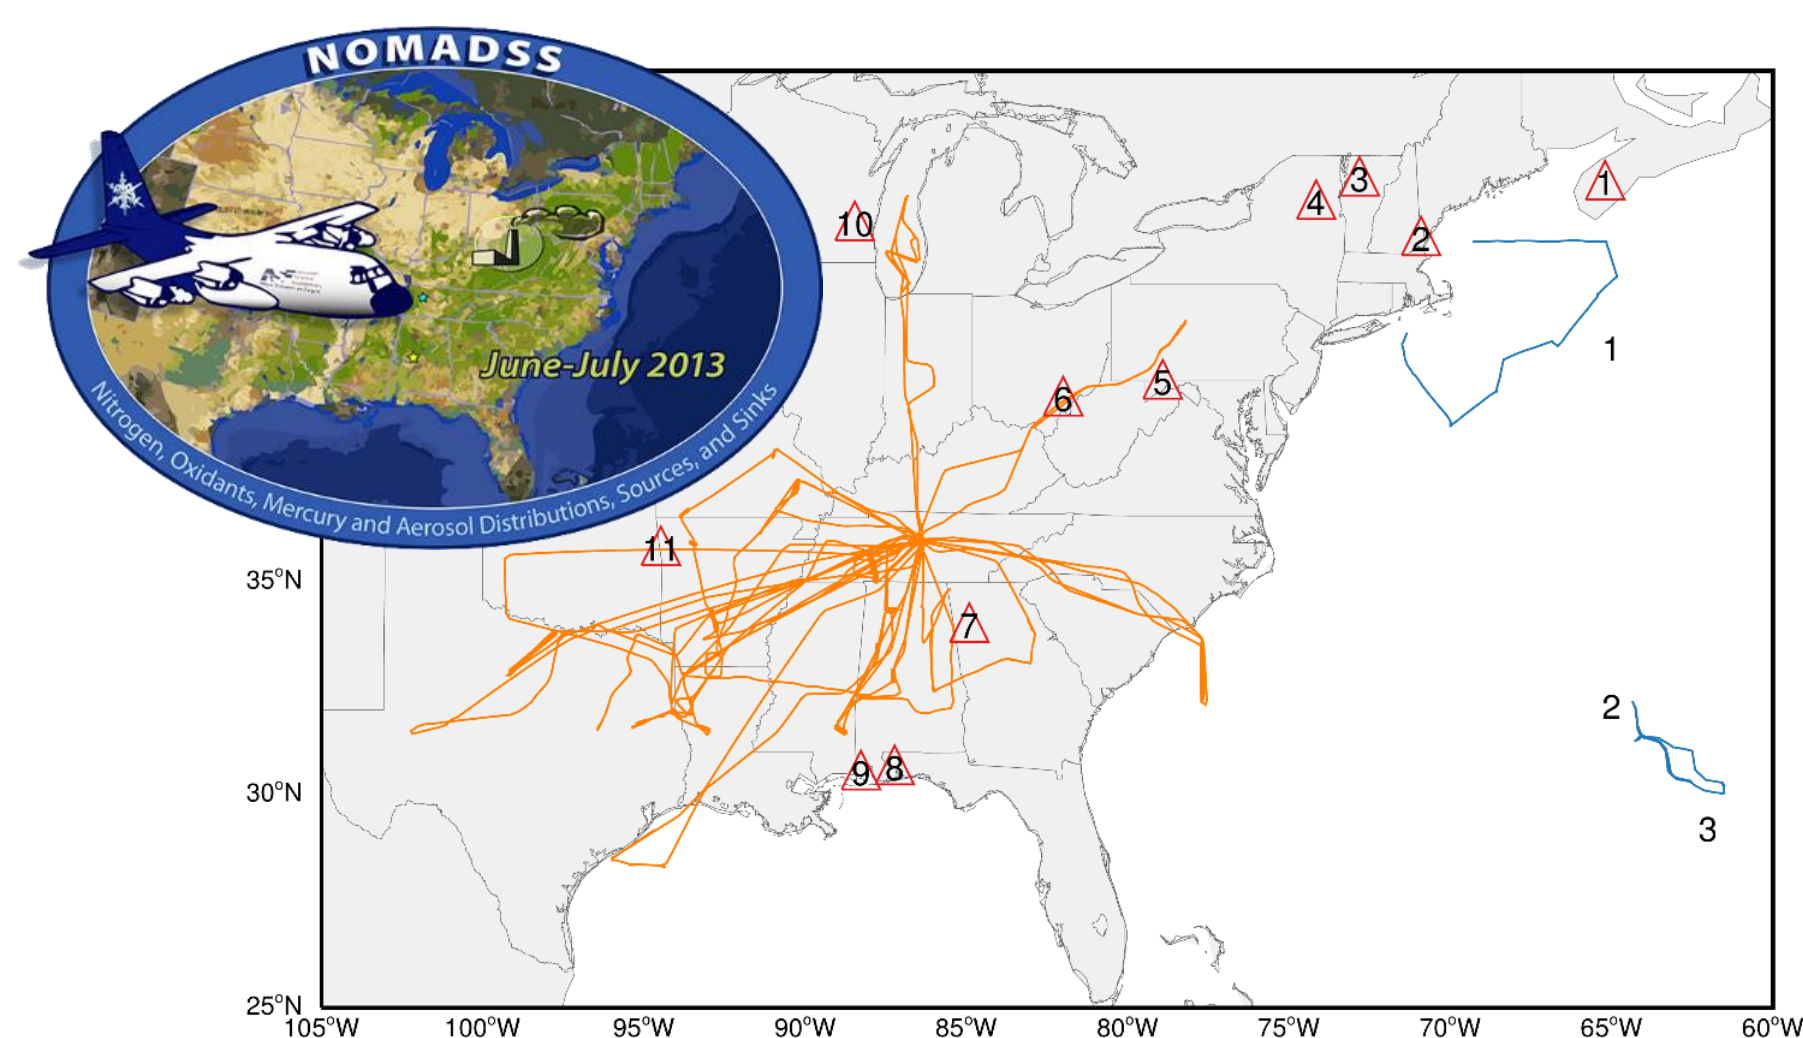 NOMADSS
June-July 2013
Nitrogen, Oxidants, Mercury and Aerosol Distributions, Sources, and Sinks
10
4
3
2
1
1
6
5
11
7
9
8
2
3
35°N
30°N
25°N
105°W 100°W 95°W 90°W 85°W 80°W 75°W 70°W 65°W 60°W